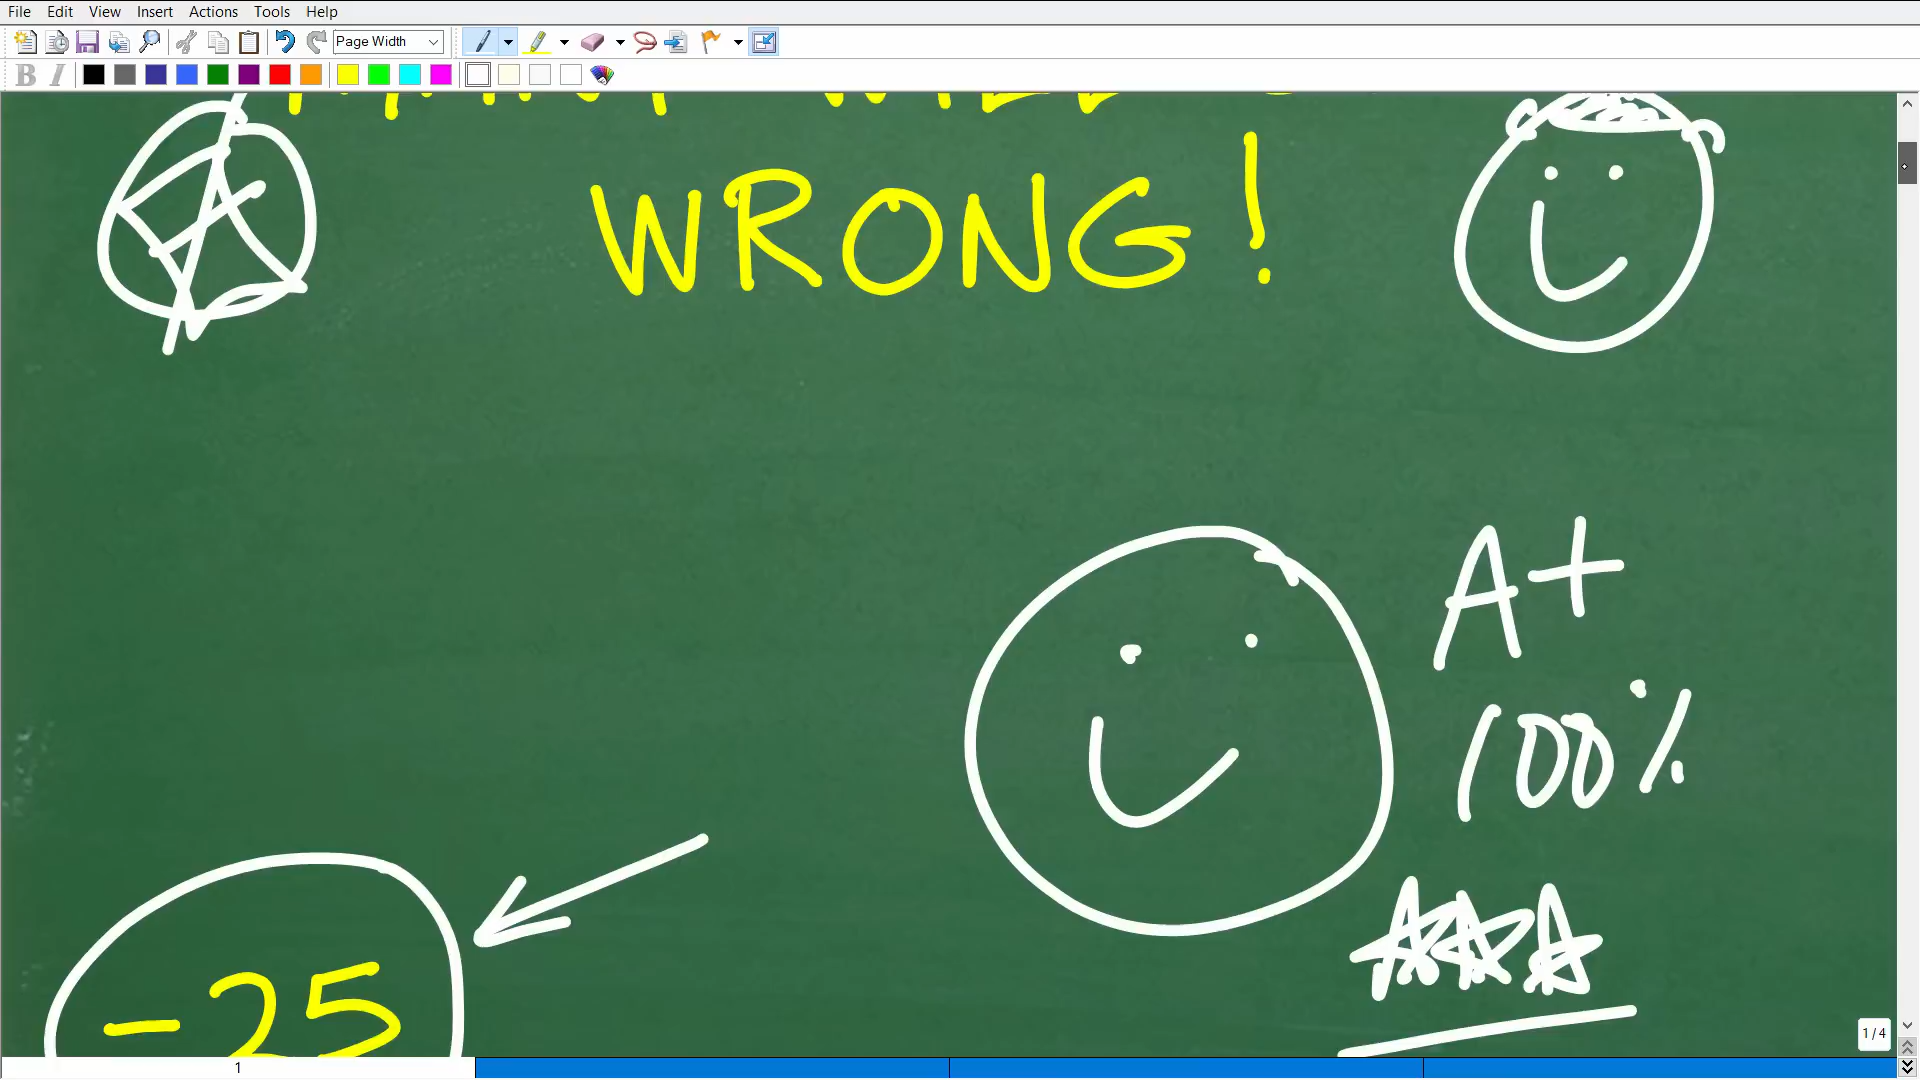 File Edit View Insert Actions Tools Help
Page Width
B I
WRONG!
A+
100%
-25
1/4
1